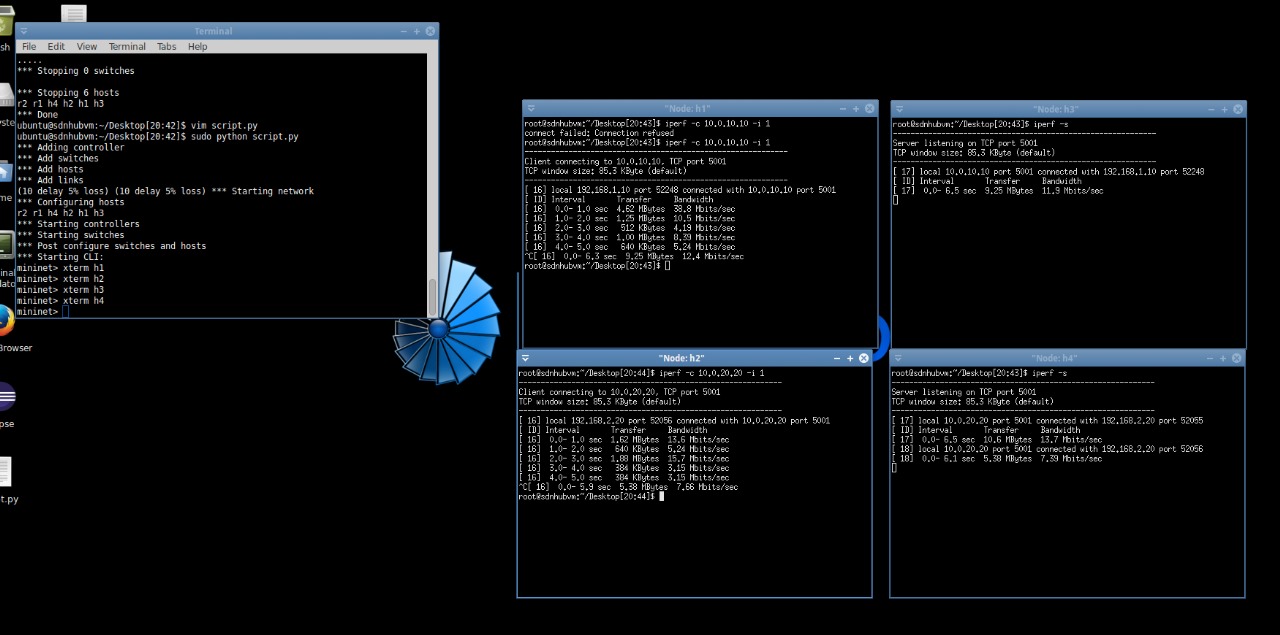 Terminal
File Edit View Terminal Tabs Help
.....
*** Stopping 0 switches
*** Stopping 6 hosts
r2 r1 h4 h2 h1 h3
*** Done
ubuntu@sdnhubvm:~/Desktop[20:42]$ vim script.py
ubuntu@sdnhubvm:~/Desktop[20:42]$ sudo python script.py
*** Adding controller
*** Add switches
*** Add hosts
*** Add links
(10 delay 5% loss) (10 delay 5% loss) *** Starting network
*** Configuring hosts
r2 r1 h4 h2 h1 h3
*** Starting controllers
*** Starting switches
*** Post configure switches and hosts
*** Starting CLI:
mininet> xterm h1
mininet> xterm h2
mininet> xterm h3
mininet> xterm h4
mininet>
sh
yste
me
inal
lato
Browser
pse
t.py
"Node: h1"
root@sdnhubvm:~/Desktop[20:43]$ iperf -c 10.0.10.10 -i 1
connect failed: Connection refused
root@sdnhubvm:~/Desktop[20:43]$ iperf -c 10.0.10.10 -i 1
------------------------------------------------------------
Client connecting to 10.0.10.10, TCP port 5001
TCP window size: 85.3 KByte (default)
------------------------------------------------------------
[ 16] local 192.168.1.10 port 52248 connected with 10.0.10.10 port 5001
[ ID] Interval Transfer Bandwidth
[ 16] 0.0- 1.0 sec 4.62 MBytes 38.8 Mbits/sec
[ 16] 1.0- 2.0 sec 1.25 MBytes 10.5 Mbits/sec
[ 16] 2.0- 3.0 sec 512 KBytes 4.19 Mbits/sec
[ 16] 3.0- 4.0 sec 1.00 MBytes 8.39 Mbits/sec
[ 16] 4.0- 5.0 sec 640 KBytes 5.24 Mbits/sec
^C[ 16] 0.0- 6.3 sec 9.25 MBytes 12.4 Mbits/sec
root@sdnhubvm:~/Desktop[20:43]$
"Node: h3"
root@sdnhubvm:~/Desktop[20:43]$ iperf -s
------------------------------------------------------------
Server listening on TCP port 5001
TCP window size: 85.3 KByte (default)
------------------------------------------------------------
[ 17] local 10.0.10.10 port 5001 connected with 192.168.1.10 port 52248
[ ID] Interval Transfer Bandwidth
[ 17] 0.0- 6.5 sec 9.25 MBytes 11.9 Mbits/sec
"Node: h2"
root@sdnhubvm:~/Desktop[20:44]$ iperf -c 10.0.20.20 -i 1
------------------------------------------------------------
Client connecting to 10.0.20.20, TCP port 5001
TCP window size: 85.3 KByte (default)
------------------------------------------------------------
[ 16] local 192.168.2.20 port 52056 connected with 10.0.20.20 port 5001
[ ID] Interval Transfer Bandwidth
[ 16] 0.0- 1.0 sec 1.62 MBytes 13.6 Mbits/sec
[ 16] 1.0- 2.0 sec 640 KBytes 5.24 Mbits/sec
[ 16] 2.0- 3.0 sec 1.88 MBytes 15.7 Mbits/sec
[ 16] 3.0- 4.0 sec 384 KBytes 3.15 Mbits/sec
[ 16] 4.0- 5.0 sec 384 KBytes 3.15 Mbits/sec
^C[ 16] 0.0- 5.9 sec 5.38 MBytes 7.66 Mbits/sec
root@sdnhubvm:~/Desktop[20:44]$
"Node: h4"
root@sdnhubvm:~/Desktop[20:43]$ iperf -s
------------------------------------------------------------
Server listening on TCP port 5001
TCP window size: 85.3 KByte (default)
------------------------------------------------------------
[ 17] local 10.0.20.20 port 5001 connected with 192.168.2.20 port 52055
[ ID] Interval Transfer Bandwidth
[ 17] 0.0- 6.5 sec 10.6 MBytes 13.7 Mbits/sec
[ 18] local 10.0.20.20 port 5001 connected with 192.168.2.20 port 52056
[ 18] 0.0- 6.1 sec 5.38 MBytes 7.39 Mbits/sec